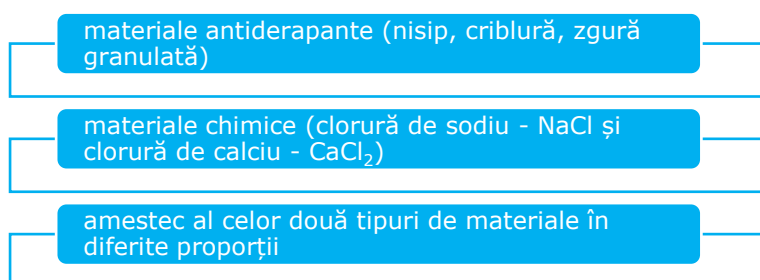 materiale antiderapante (nisip, criblură, zgură
granulată)
materiale chimice (clorură de sodiu - NaCl și
clorură de calciu - CaCl₂)
amestec al celor două tipuri de materiale în
diferite proporții